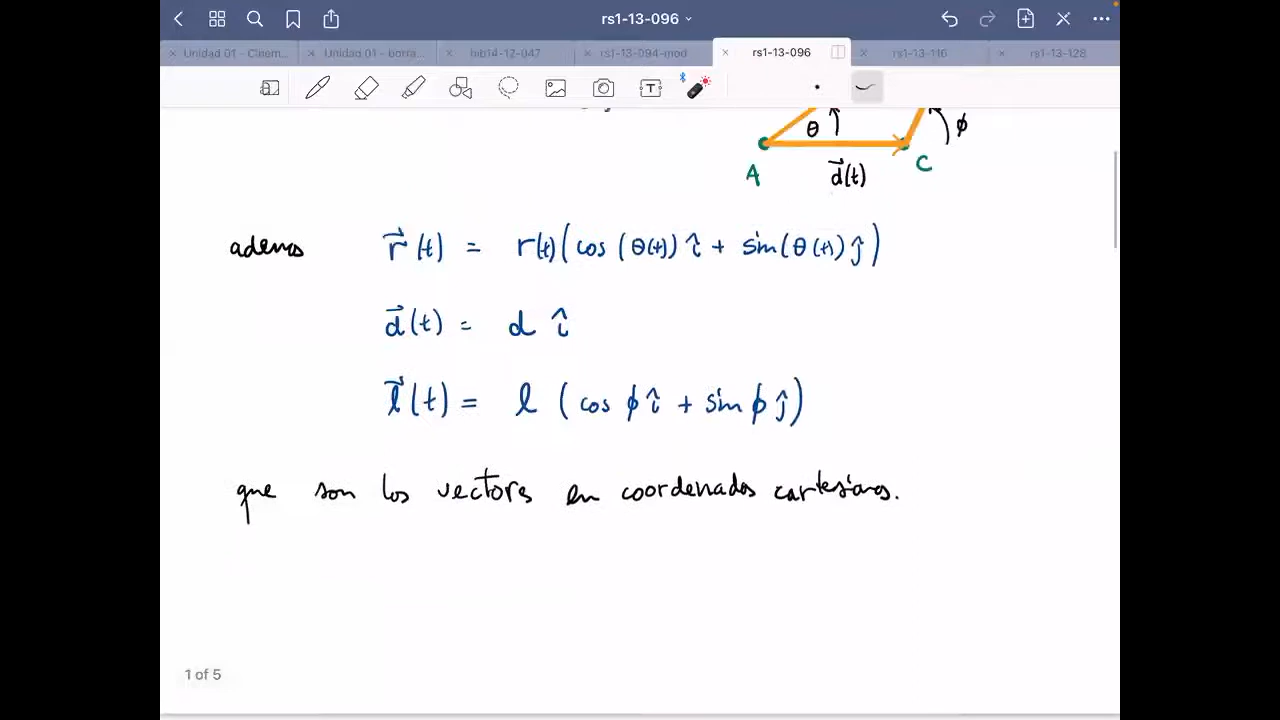 rs1-13-096
Unidad 01 - Cinem...
Unidad 01 - borra...
hib14-12-047
rs1-13-094-mod
rs1-13-096
rs1-13-116
rs1-13-128
θ
ϕ
A
C
d⃗(t)
ademas r⃗(t) = r(t)(cos(θ(t)) î + sin(θ(t) ĵ)
d⃗(t) = d î
l⃗(t) = l (cos ϕ î + sin ϕ ĵ)
que son los vectores en coordenadas cartesianas.
1 of 5